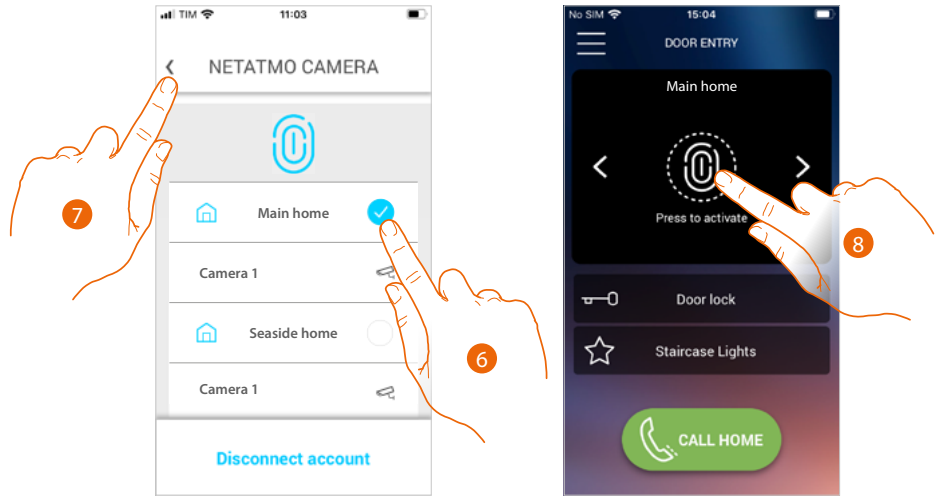 TIM 11:03
NETATMO CAMERA
Main home
Camera 1
Seaside home
Camera 1
Disconnect account
7
6
No SIM 15:04
DOOR ENTRY
Main home
Press to activate
Door lock
Staircase Lights
CALL HOME
8